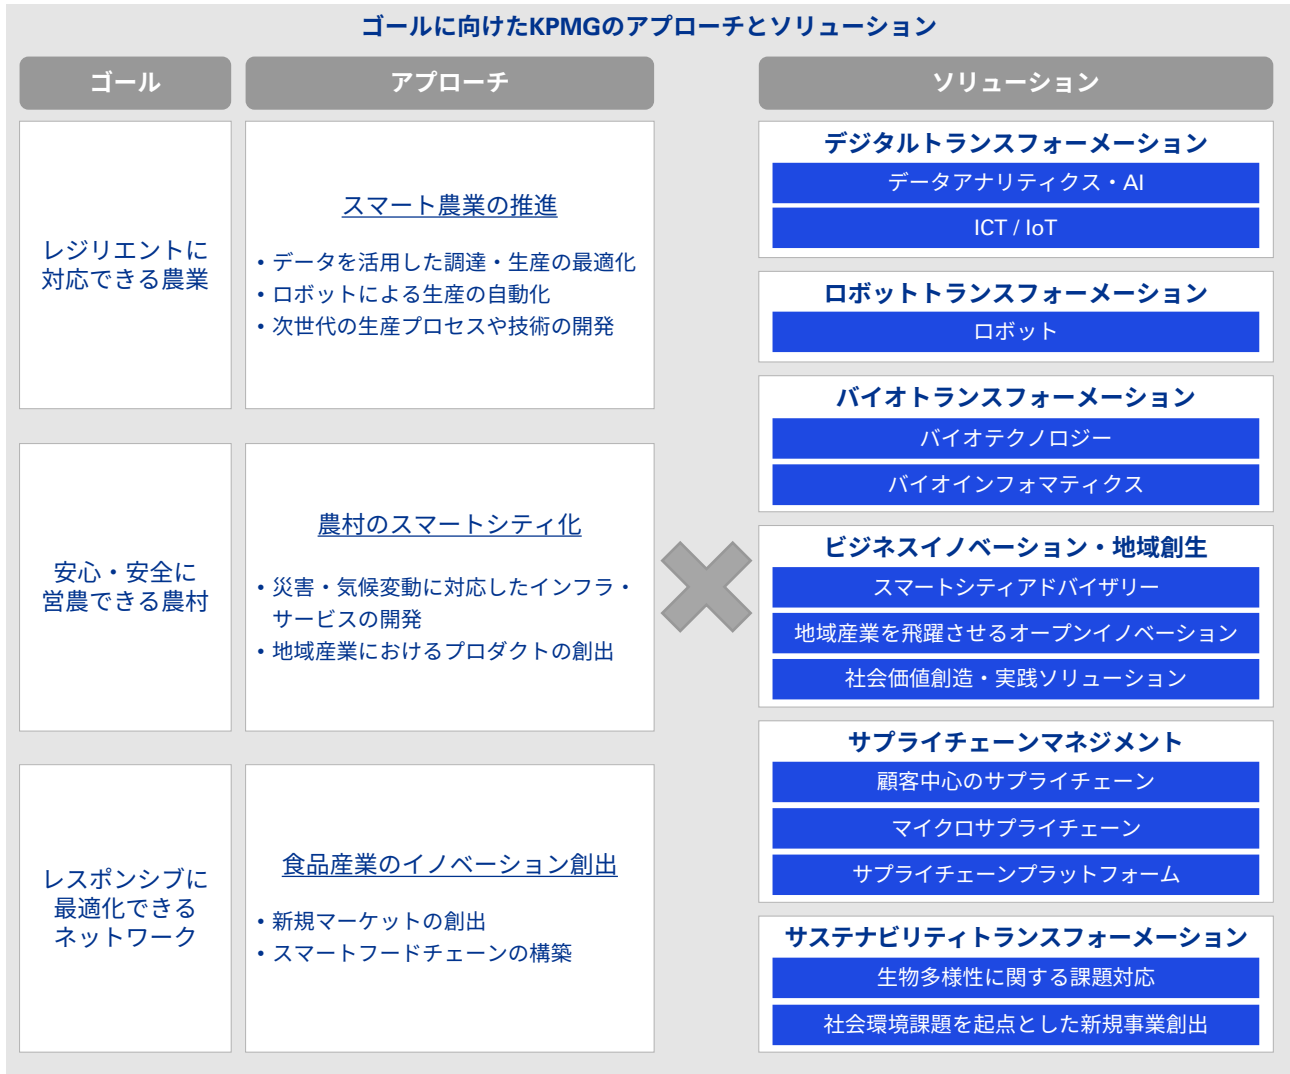 ゴールに向けたKPMGのアプローチとソリューション
ゴール
アプローチ
ソリューション
レジリエントに
対応できる農業
スマート農業の推進
• データを活用した調達・生産の最適化
• ロボットによる生産の自動化
• 次世代の生産プロセスや技術の開発
安心・安全に
営農できる農村
農村のスマートシティ化
• 災害・気候変動に対応したインフラ・
サービスの開発
• 地域産業におけるプロダクトの創出
レスポンシブに
最適化できる
ネットワーク
食品産業のイノベーション創出
• 新規マーケットの創出
• スマートフードチェーンの構築
デジタルトランスフォーメーション
データアナリティクス・AI
ICT / IoT
ロボットトランスフォーメーション
ロボット
バイオトランスフォーメーション
バイオテクノロジー
バイオインフォマティクス
ビジネスイノベーション・地域創生
スマートシティアドバイザリー
地域産業を飛躍させるオープンイノベーション
社会価値創造・実践ソリューション
サプライチェーンマネジメント
顧客中心のサプライチェーン
マイクロサプライチェーン
サプライチェーンプラットフォーム
サステナビリティトランスフォーメーション
生物多様性に関する課題対応
社会環境課題を起点とした新規事業創出